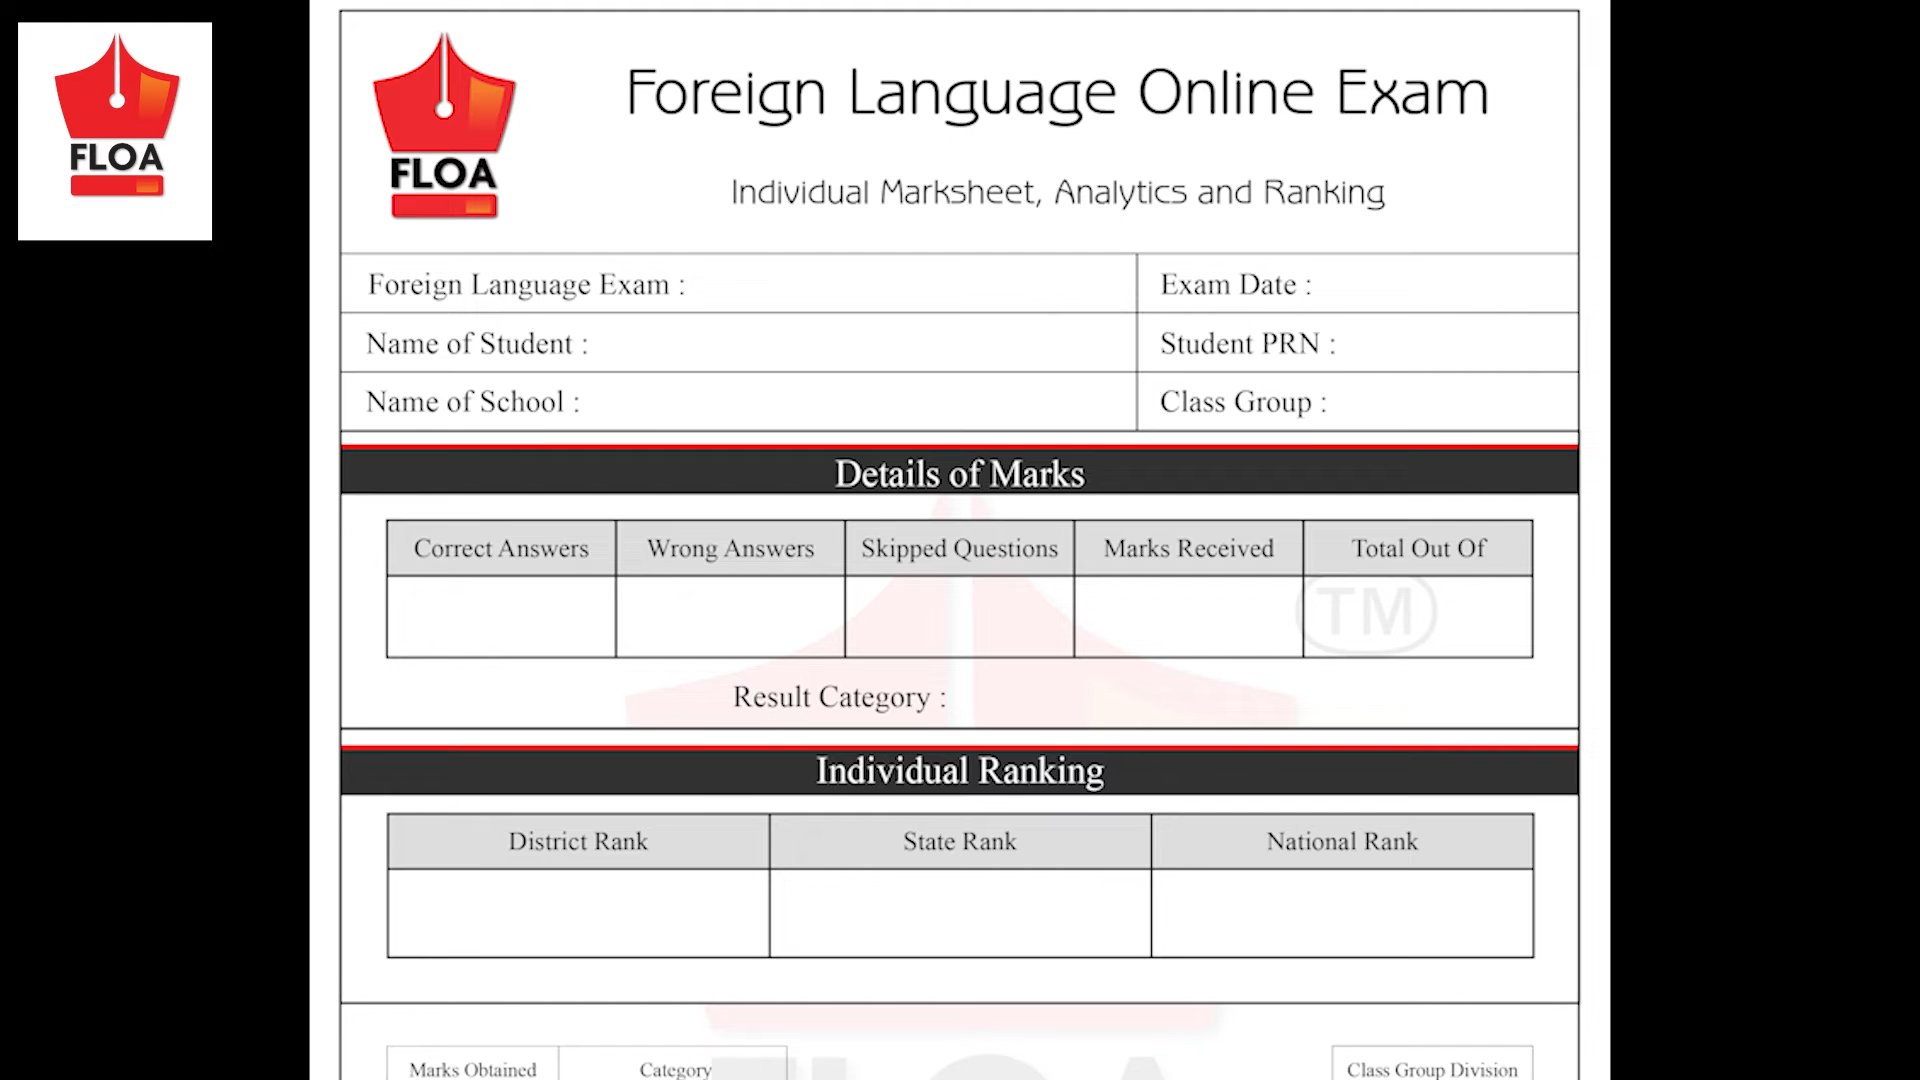 FLOA
FLOA
Foreign Language Online Exam
Individual Marksheet, Analytics and Ranking
Foreign Language Exam :
Exam Date :
Name of Student :
Student PRN :
Name of School :
Class Group :
Details of Marks
Correct Answers
Wrong Answers
Skipped Questions
Marks Received
Total Out Of
TM
Result Category :
Individual Ranking
District Rank
State Rank
National Rank
FLOA
Marks Obtained
Category
Class Group Division